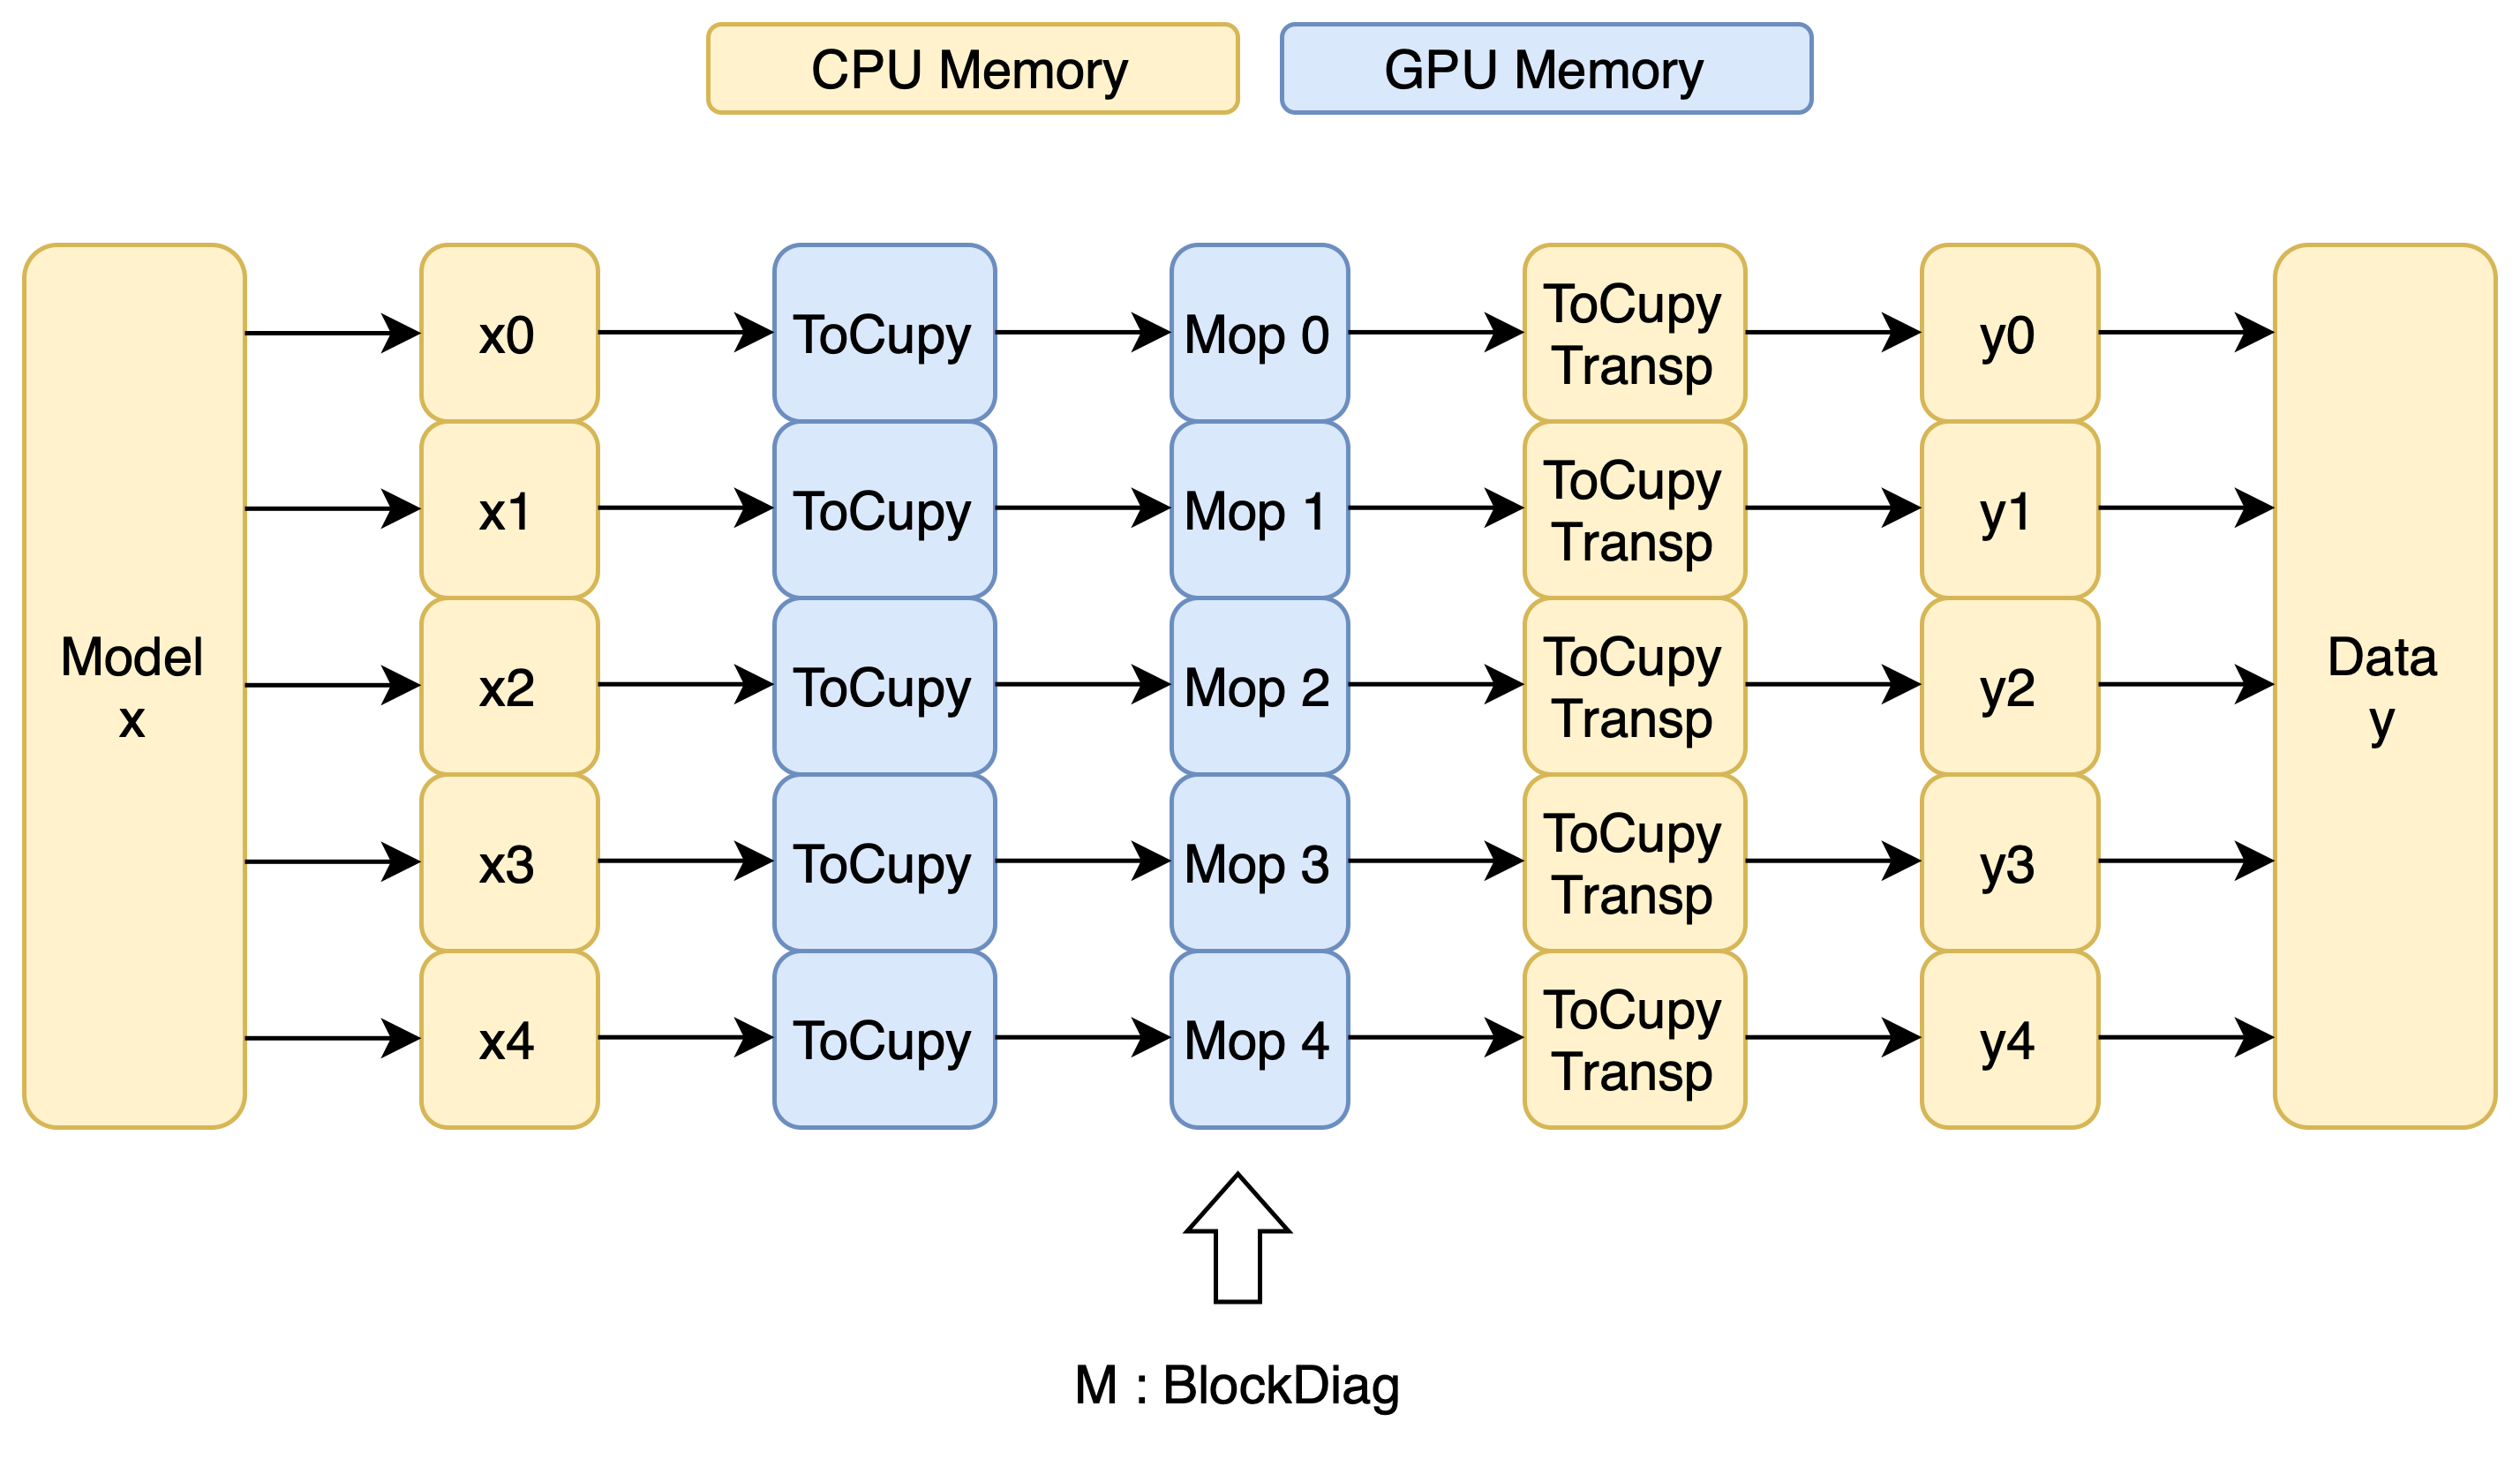 CPU Memory
GPU Memory
Model
x
x0
ToCupy
Mop 0
ToCupy
Transp
y0
x1
ToCupy
Mop 1
ToCupy
Transp
y1
x2
ToCupy
Mop 2
ToCupy
Transp
y2
x3
ToCupy
Mop 3
ToCupy
Transp
y3
x4
ToCupy
Mop 4
ToCupy
Transp
y4
Data
y
M : BlockDiag